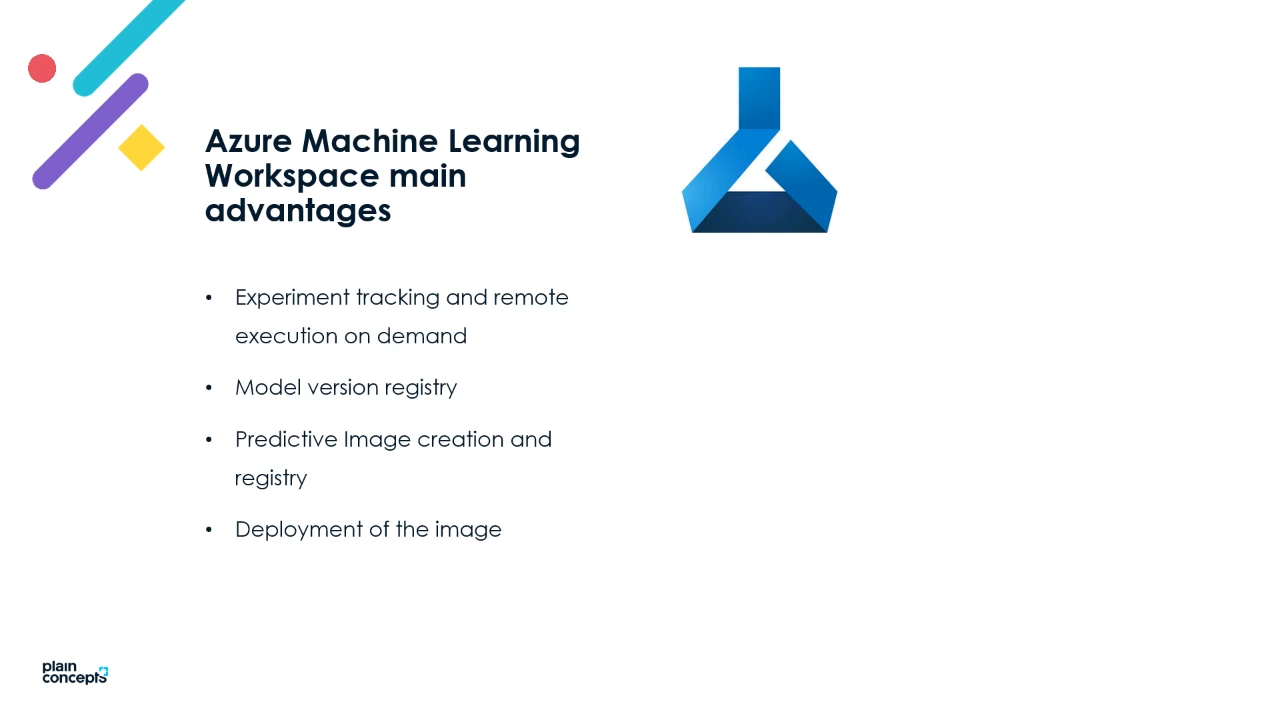 Azure Machine Learning
Workspace main
advantages
• Experiment tracking and remote
execution on demand
• Model version registry
• Predictive Image creation and
registry
• Deployment of the image
plain
concepts